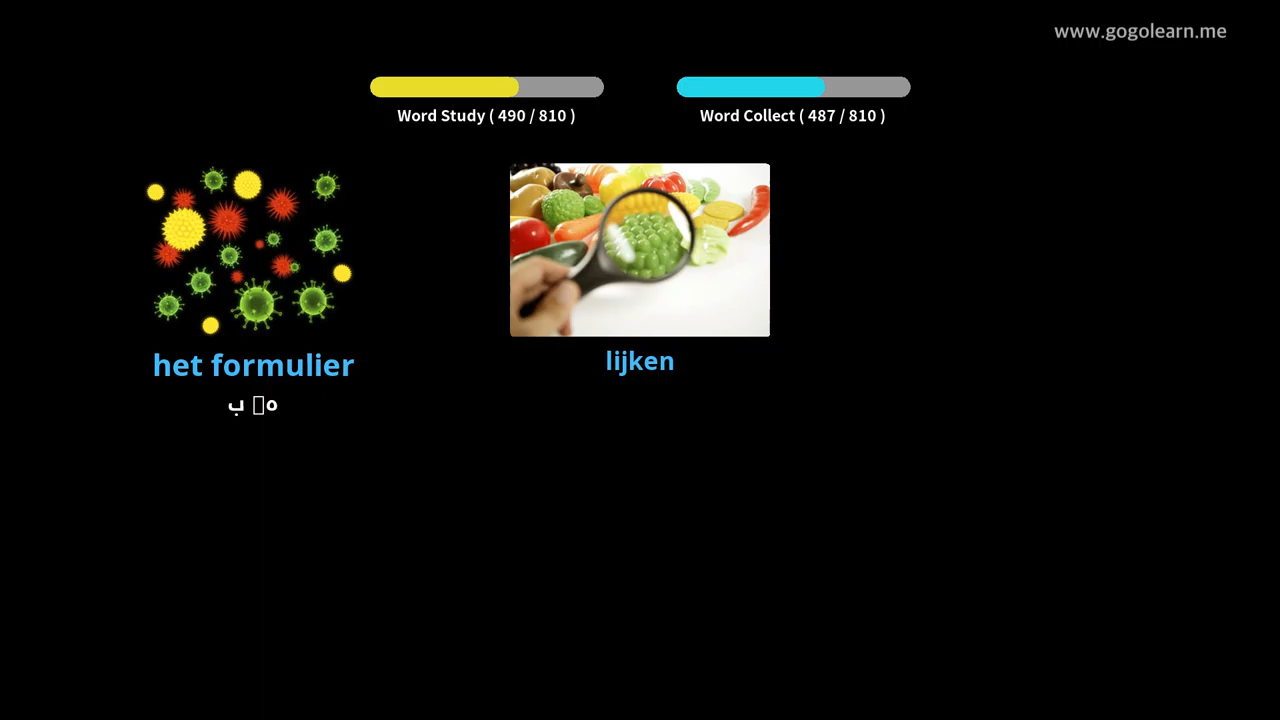 www.gogolearn.me
Word Study ( 490 / 810 )
Word Collect ( 487 / 810 )
het formulier
lijken